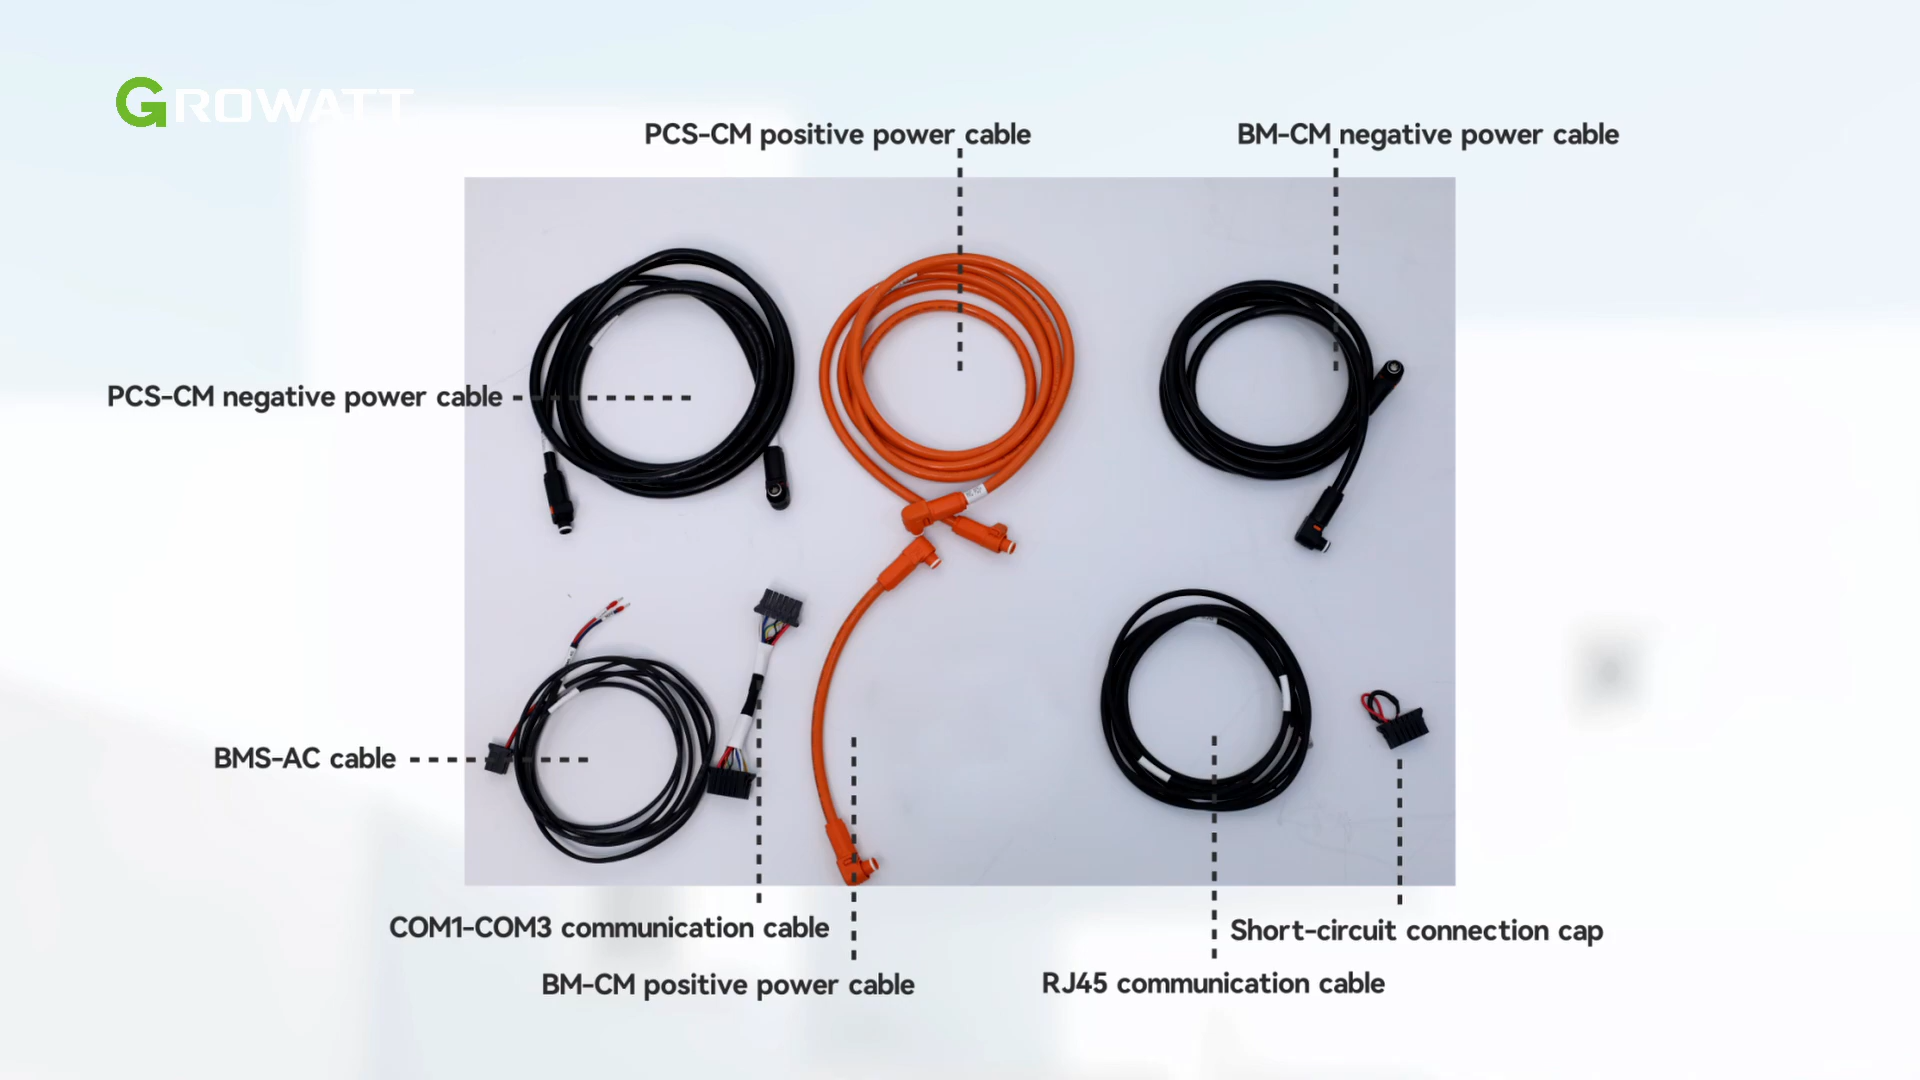 GROWATT
PCS-CM positive power cable
BM-CM negative power cable
PCS-CM negative power cable
BMS-AC cable
COM1-COM3 communication cable
Short-circuit connection cap
BM-CM positive power cable
RJ45 communication cable